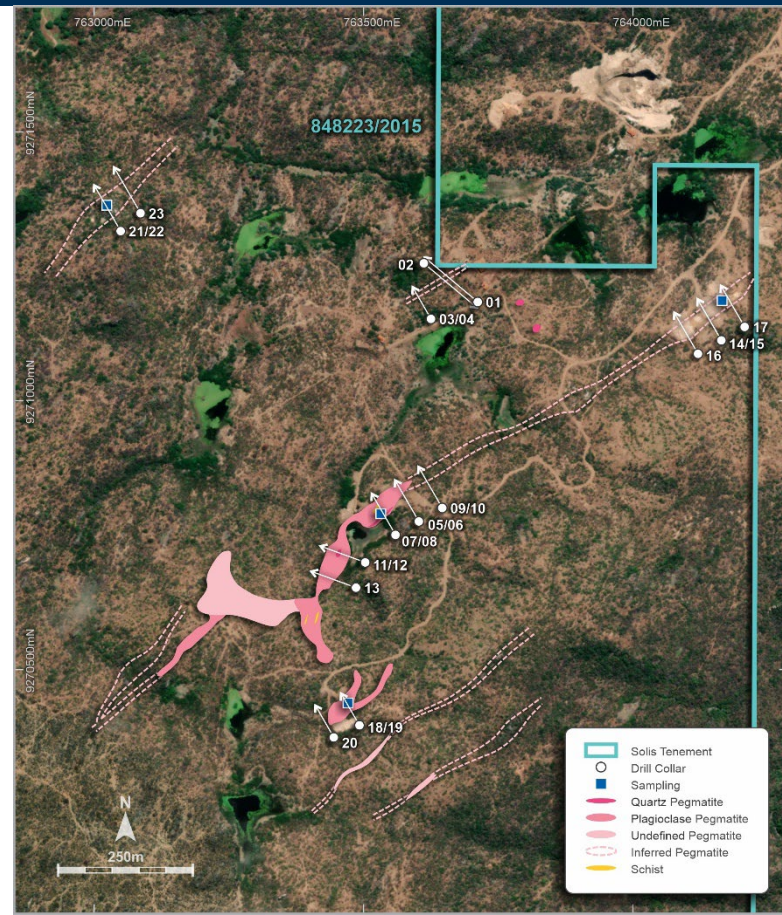 763000mE
763500mE
764000mE
9271500mN
848223/2015
23
21/22
02
01
03/04
17
14/15
16
9271000mN
09/10
05/06
07/08
11/12
13
9270500mN
18/19
20
N
250m
Solis Tenement
Drill Collar
Sampling
Quartz Pegmatite
Plagioclase Pegmatite
Undefined Pegmatite
Inferred Pegmatite
Schist